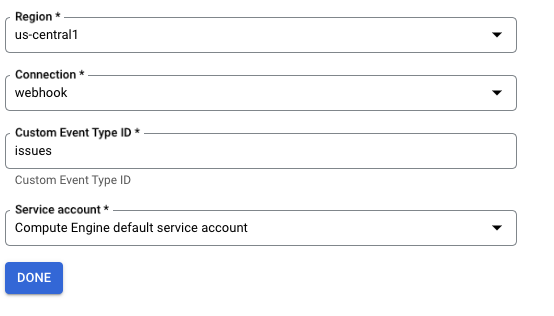 Region *
us-central1
Connection *
webhook
Custom Event Type ID *
issues
Custom Event Type ID
Service account *
Compute Engine default service account
DONE